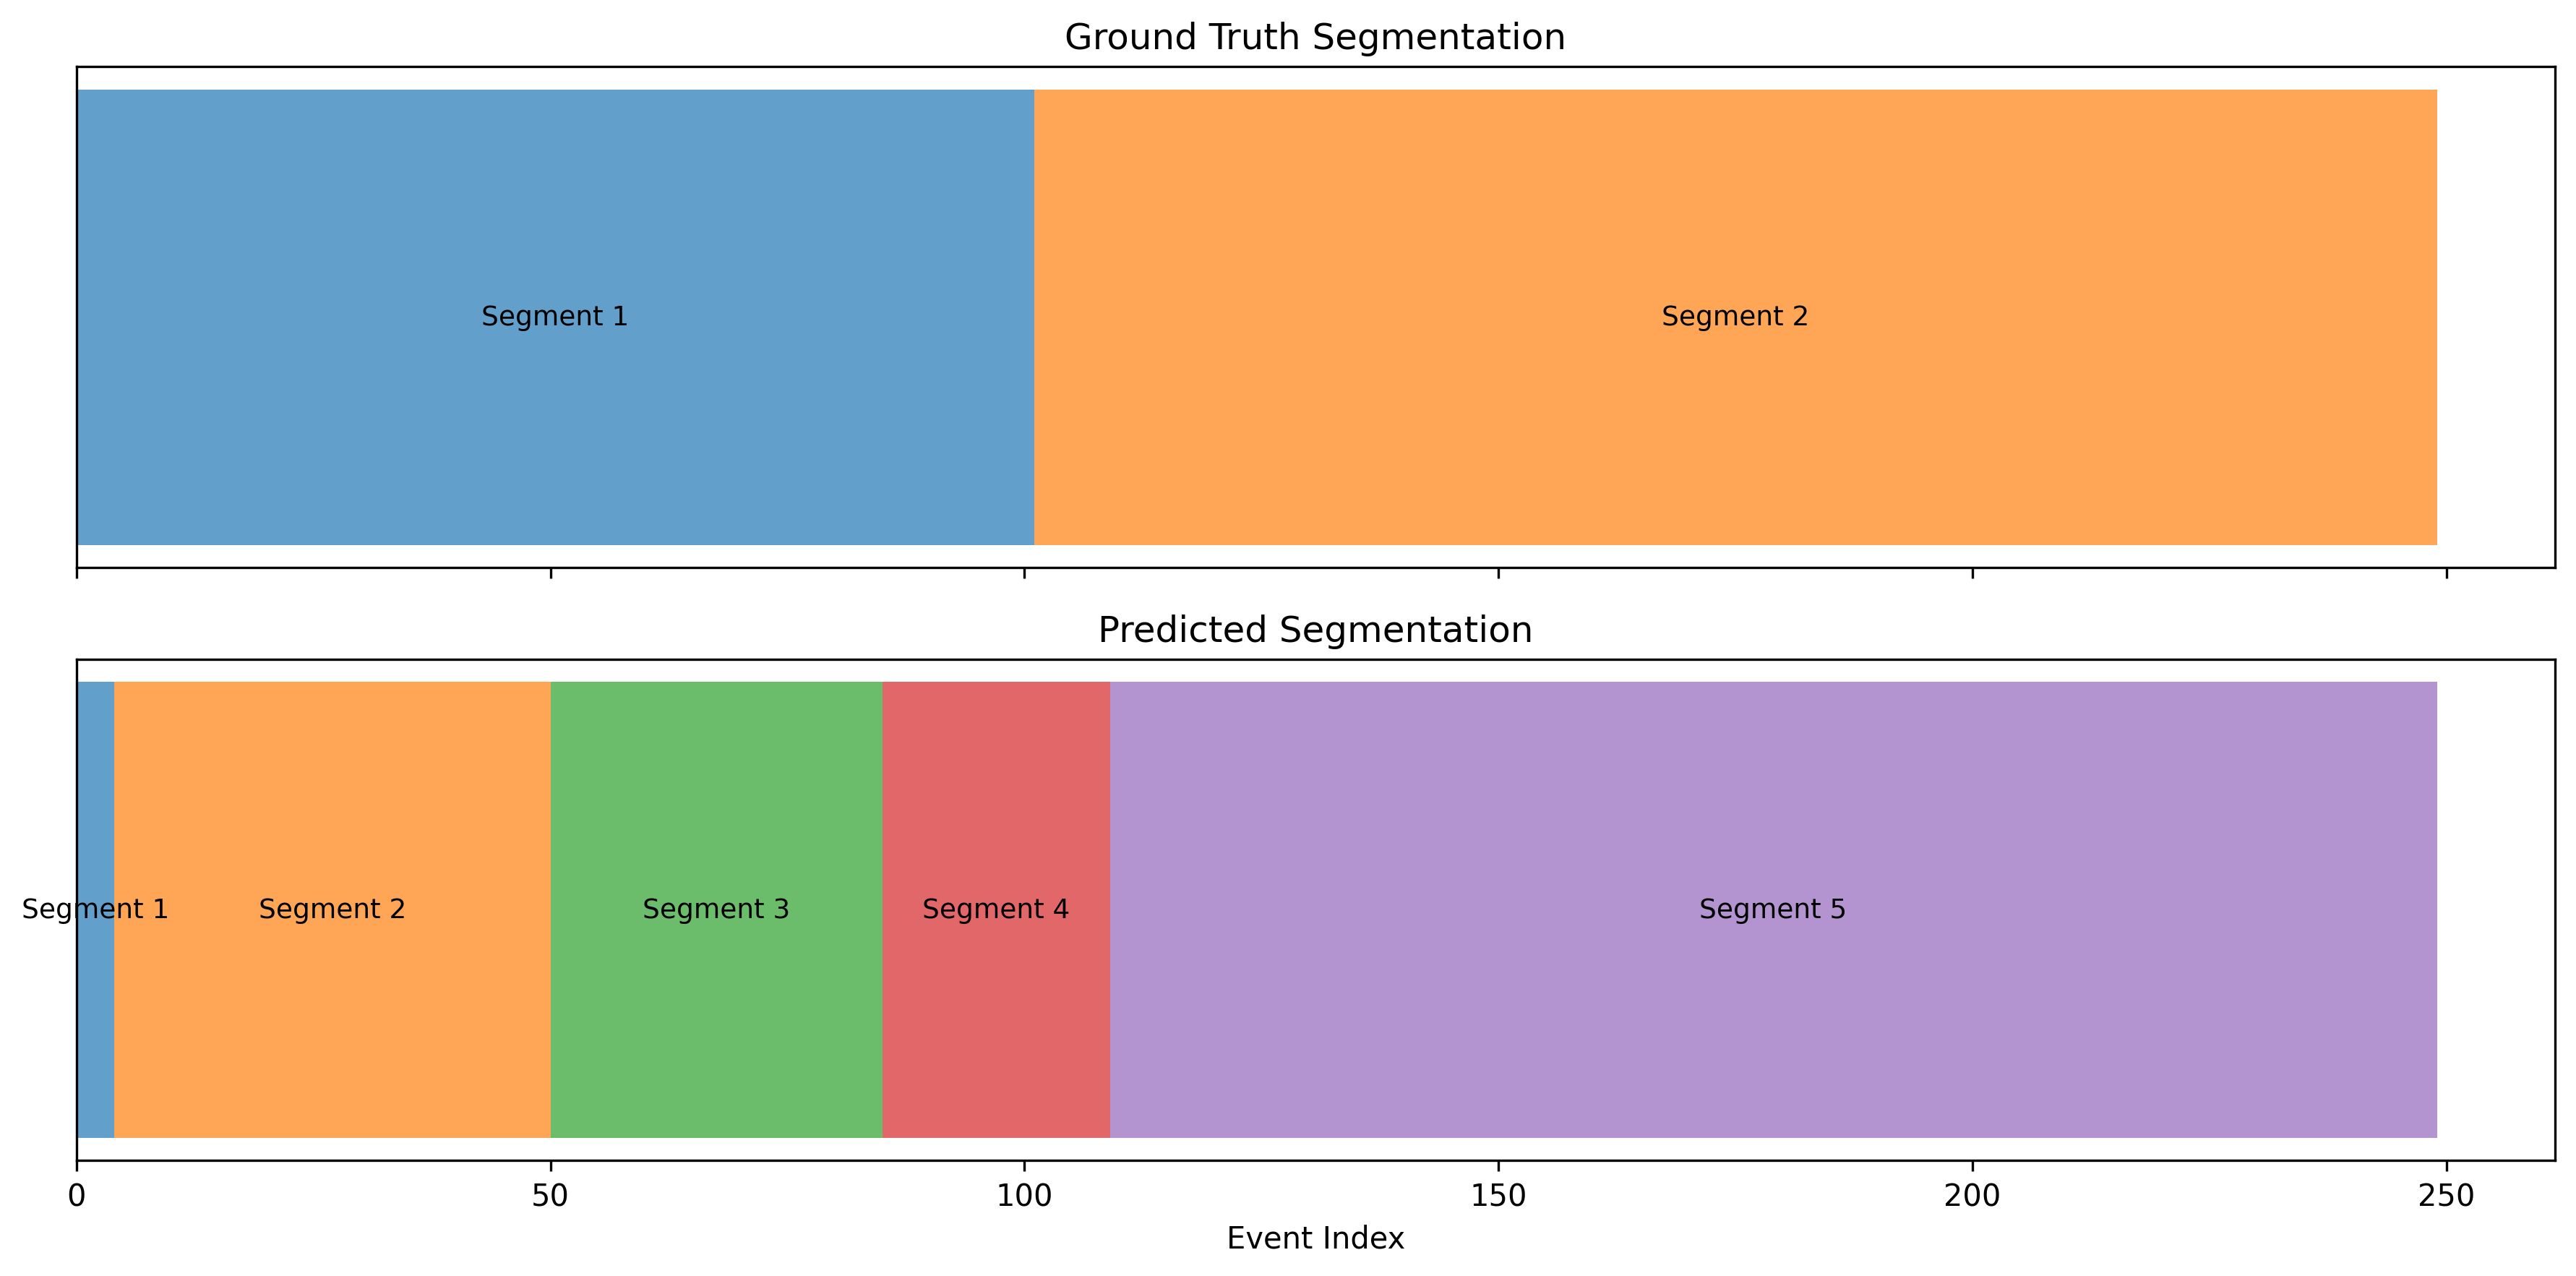 Ground Truth Segmentation
Segment 1
Segment 2
Predicted Segmentation
Segment 1
Segment 2
Segment 3
Segment 4
Segment 5
0 50 100 150 200 250
Event Index